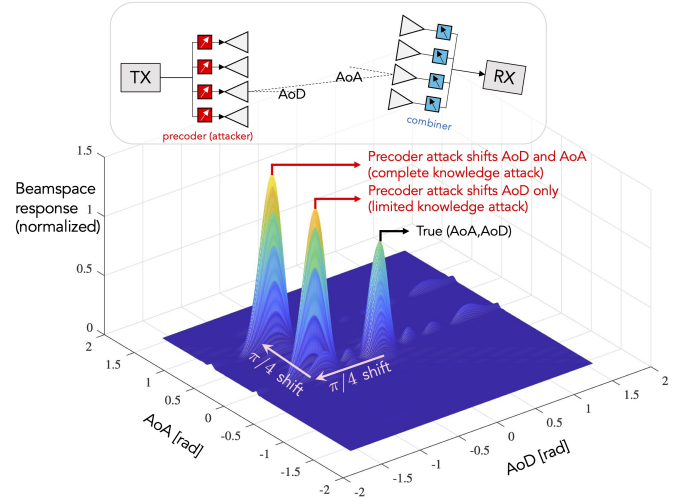 TX
AoD
AoA
RX
precoder (attacker)
combiner
Precoder attack shifts AoD and AoA
(complete knowledge attack)
Precoder attack shifts AoD only
(limited knowledge attack)
True (AoA,AoD)
Beamspace
response
(normalized)
1.5
1
0.5
0
2
1.5
1
0.5
0
-0.5
-1
-1.5
-2
AoA [rad]
π/4 shift
π/4 shift
-2
-1.5
-1
-0.5
0
0.5
1
1.5
2
AoD [rad]